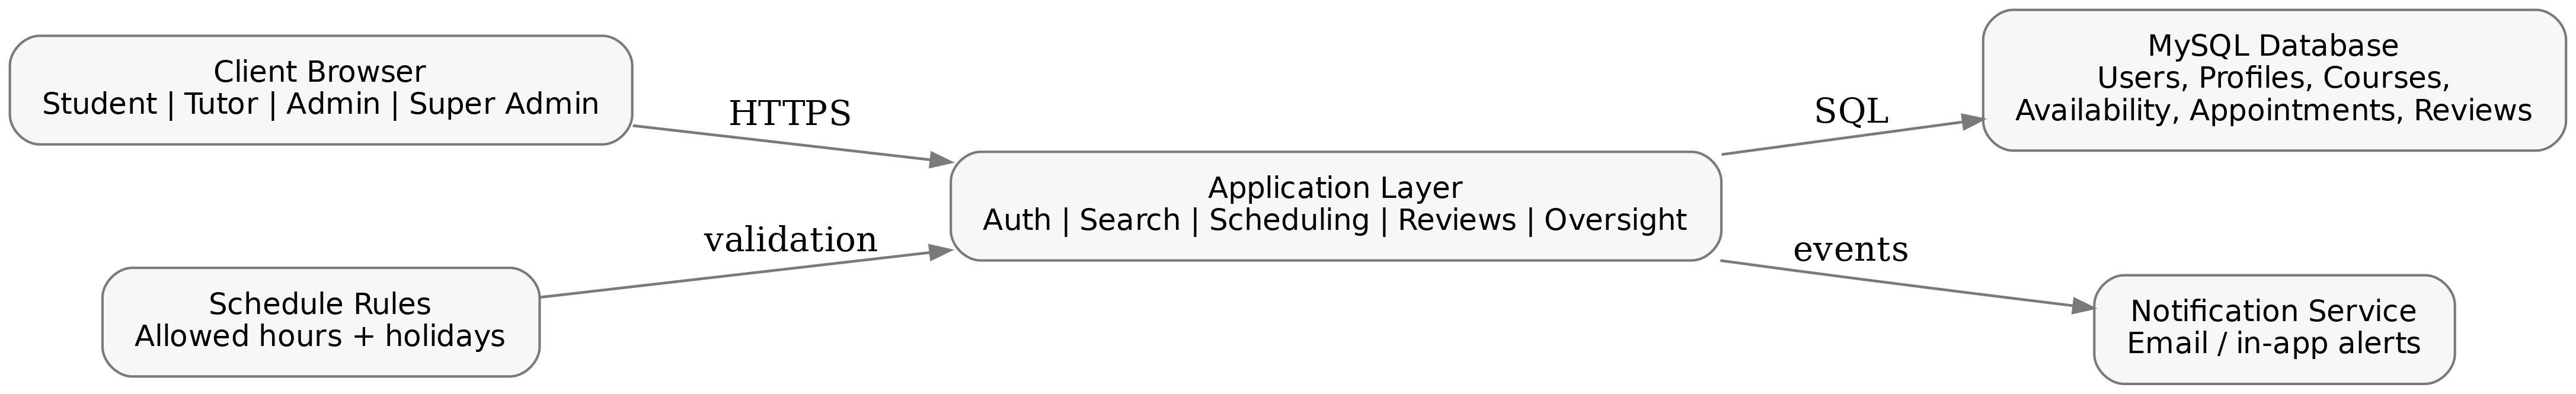 Client Browser
Student | Tutor | Admin | Super Admin
HTTPS
Schedule Rules
Allowed hours + holidays
validation
Application Layer
Auth | Search | Scheduling | Reviews | Oversight
SQL
MySQL Database
Users, Profiles, Courses,
Availability, Appointments, Reviews
events
Notification Service
Email / in-app alerts